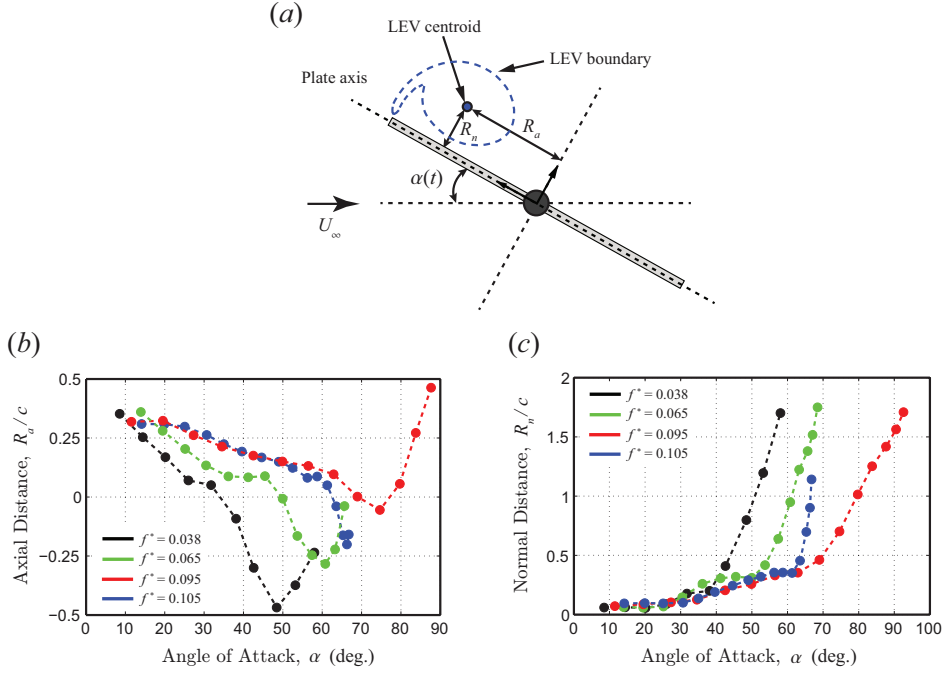 (a)
LEV centroid
LEV boundary
Plate axis
R_n
R_a
α(t)
U_∞
(b)
Axial Distance, R_a/c
0.5
0.25
0
−0.25
−0.5
f* = 0.038
f* = 0.065
f* = 0.095
f* = 0.105
0 10 20 30 40 50 60 70 80 90
Angle of Attack, α (deg.)
(c)
Normal Distance, R_n/c
2
1.5
1
0.5
0
f* = 0.038
f* = 0.065
f* = 0.095
f* = 0.105
0 10 20 30 40 50 60 70 80 90 100
Angle of Attack, α (deg.)